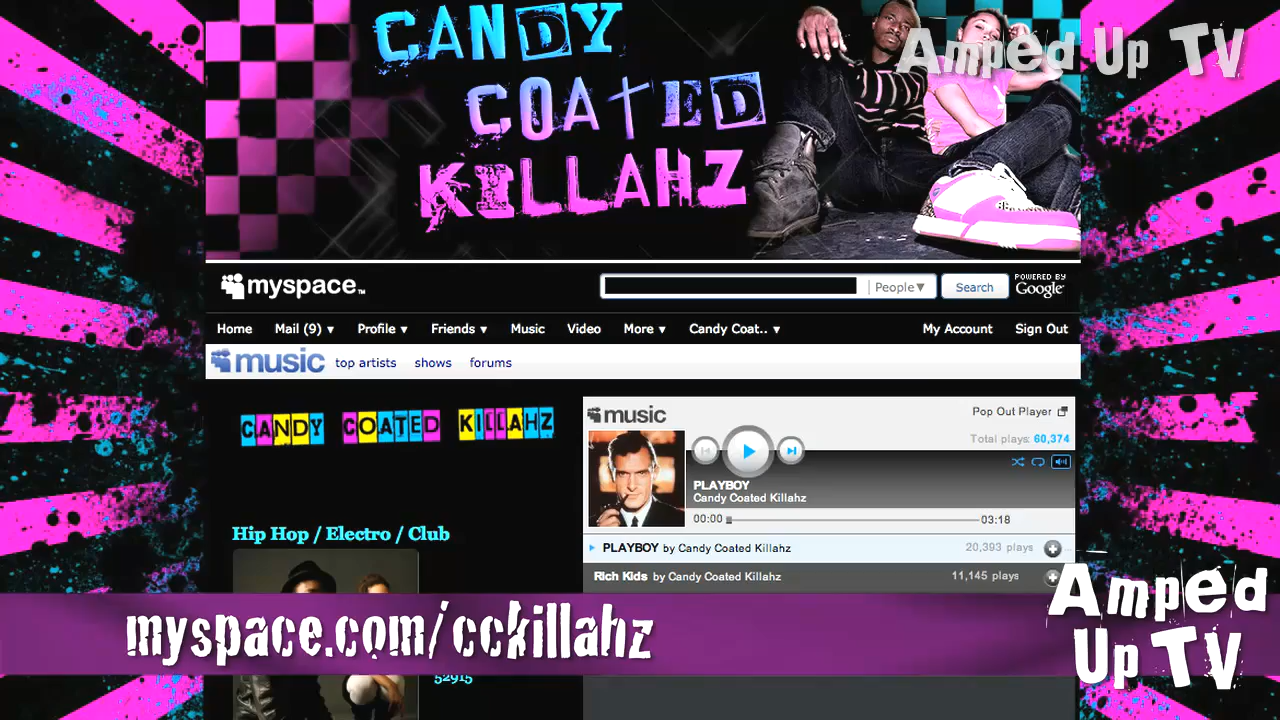 CANDY
COATED
KILLAHZ
Amped Up TV
myspace™
People▼
Search
POWERED BY
Google™
Home Mail (9) ▼ Profile ▼ Friends ▼ Music Video More ▼ Candy Coat.. ▼ My Account Sign Out
music top artists shows forums
CANDY COATED KILLAHZ
Hip Hop / Electro / Club
music
Pop Out Player
Total plays: 60,374
PLAYBOY
Candy Coated Killahz
00:00 03:18
PLAYBOY by Candy Coated Killahz 20,393 plays
Rich Kids by Candy Coated Killahz 11,145 plays
myspace.com/cckillahz
Amped
Up TV
52915